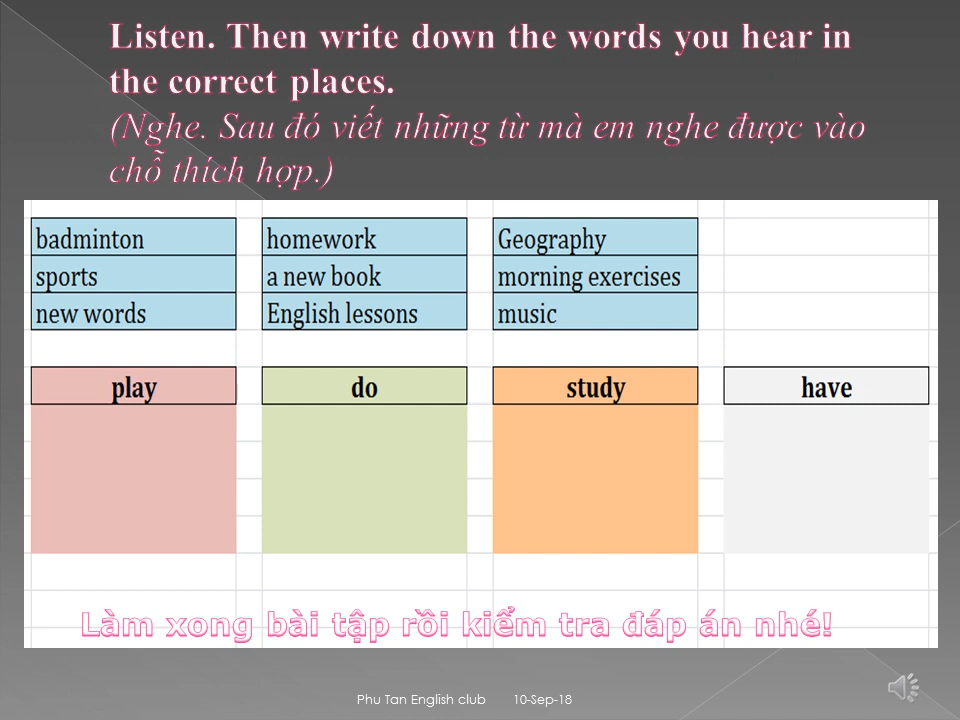 Listen. Then write down the words you hear in
the correct places.
(Nghe. Sau đó viết những từ mà em nghe được vào
chỗ thích hợp.)
badminton homework Geography
sports a new book morning exercises
new words English lessons music
play do study have
Làm xong bài tập rồi kiểm tra đáp án nhé!
Phu Tan English club 10-Sep-18